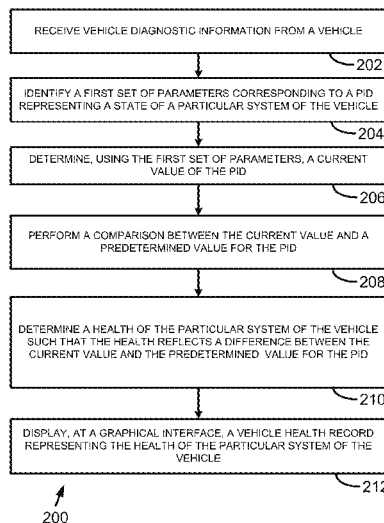 RECEIVE VEHICLE DIAGNOSTIC INFORMATION FROM A VEHICLE
202
IDENTIFY A FIRST SET OF PARAMETERS CORRESPONDING TO A PID
REPRESENTING A STATE OF A PARTICULAR SYSTEM OF THE VEHICLE
204
DETERMINE, USING THE FIRST SET OF PARAMETERS, A CURRENT
VALUE OF THE PID
206
PERFORM A COMPARISON BETWEEN THE CURRENT VALUE AND A
PREDETERMINED VALUE FOR THE PID
208
DETERMINE A HEALTH OF THE PARTICULAR SYSTEM OF THE VEHICLE
SUCH THAT THE HEALTH REFLECTS A DIFFERENCE BETWEEN THE
CURRENT VALUE AND THE PREDETERMINED VALUE FOR THE PID
210
DISPLAY, AT A GRAPHICAL INTERFACE, A VEHICLE HEALTH RECORD
REPRESENTING THE HEALTH OF THE PARTICULAR SYSTEM OF THE
VEHICLE
212
200